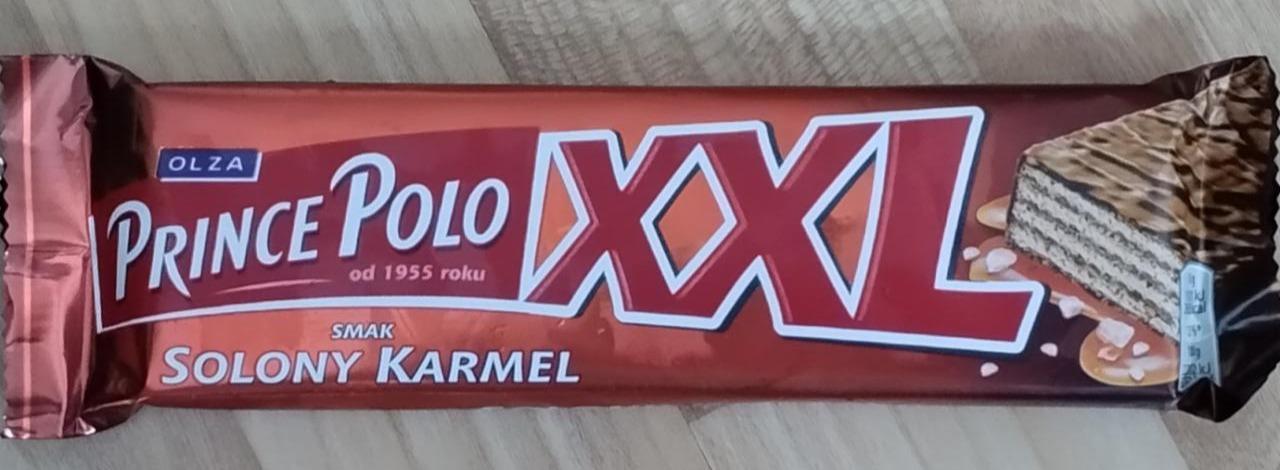 OLZA
PRINCE POLO XXL
od 1955 roku
SMAK
SOLONY KARMEL